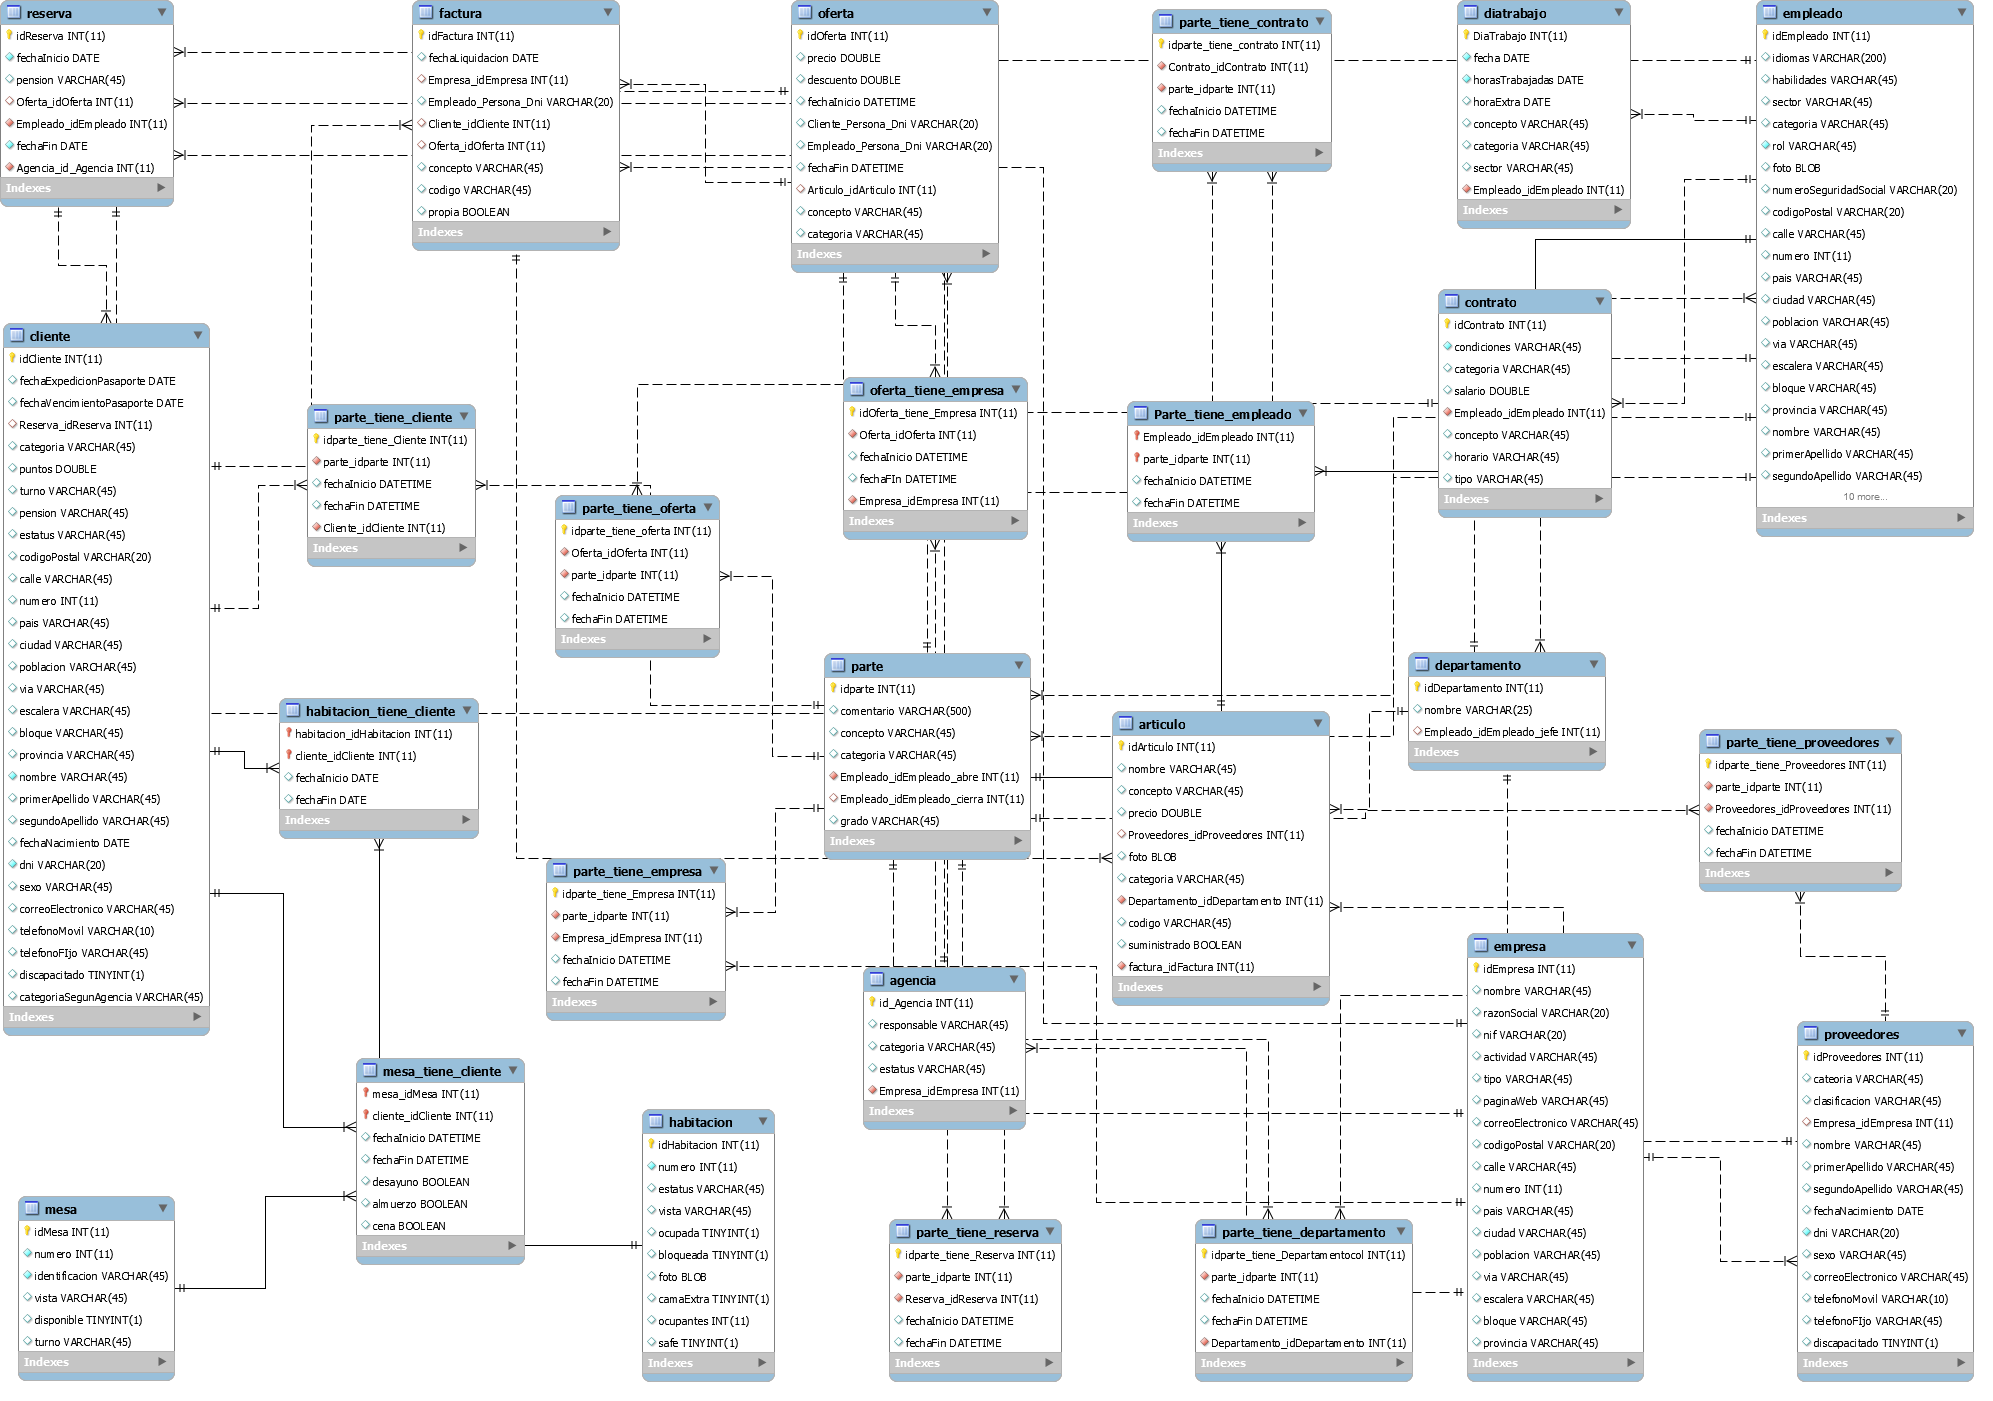 reserva
idReserva INT(11)
fechaInicio DATE
pension VARCHAR(45)
Oferta_idOferta INT(11)
Empleado_idEmpleado INT(11)
fechaFin DATE
Agencia_id_Agencia INT(11)
Indexes
factura
idFactura INT(11)
fechaLiquidacion DATE
Empresa_idEmpresa INT(11)
Empleado_Persona_Dni VARCHAR(20)
Cliente_idCliente INT(11)
Oferta_idOferta INT(11)
concepto VARCHAR(45)
codigo VARCHAR(45)
propia BOOLEAN
Indexes
oferta
idOferta INT(11)
precio DOUBLE
descuento DOUBLE
fechaInicio DATETIME
Cliente_Persona_Dni VARCHAR(20)
Empleado_Persona_Dni VARCHAR(20)
fechaFin DATETIME
Articulo_idArticulo INT(11)
concepto VARCHAR(45)
categoria VARCHAR(45)
Indexes
parte_tiene_contrato
idparte_tiene_contrato INT(11)
Contrato_idContrato INT(11)
parte_idparte INT(11)
fechaInicio DATETIME
fechaFin DATETIME
Indexes
diatrabajo
DiaTrabajo INT(11)
fecha DATE
horasTrabajadas DATE
horaExtra DATE
concepto VARCHAR(45)
categoria VARCHAR(45)
sector VARCHAR(45)
Empleado_idEmpleado INT(11)
Indexes
empleado
idEmpleado INT(11)
idiomas VARCHAR(200)
habilidades VARCHAR(45)
sector VARCHAR(45)
categoria VARCHAR(45)
rol VARCHAR(45)
foto BLOB
numeroSeguridadSocial VARCHAR(20)
codigoPostal VARCHAR(20)
calle VARCHAR(45)
numero INT(11)
pais VARCHAR(45)
ciudad VARCHAR(45)
poblacion VARCHAR(45)
via VARCHAR(45)
escalera VARCHAR(45)
bloque VARCHAR(45)
provincia VARCHAR(45)
nombre VARCHAR(45)
primerApellido VARCHAR(45)
segundoApellido VARCHAR(45)
10 more...
Indexes
cliente
idCliente INT(11)
fechaExpedicionPasaporte DATE
fechaVencimientoPasaporte DATE
Reserva_idReserva INT(11)
categoria VARCHAR(45)
puntos DOUBLE
turno VARCHAR(45)
pension VARCHAR(45)
estatus VARCHAR(45)
codigoPostal VARCHAR(20)
calle VARCHAR(45)
numero INT(11)
pais VARCHAR(45)
ciudad VARCHAR(45)
poblacion VARCHAR(45)
via VARCHAR(45)
escalera VARCHAR(45)
bloque VARCHAR(45)
provincia VARCHAR(45)
nombre VARCHAR(45)
primerApellido VARCHAR(45)
segundoApellido VARCHAR(45)
fechaNacimiento DATE
dni VARCHAR(20)
sexo VARCHAR(45)
correoElectronico VARCHAR(45)
telefonoMovil VARCHAR(10)
telefonoFIjo VARCHAR(45)
discapacitado TINYINT(1)
categoriaSegunAgencia VARCHAR(45)
Indexes
parte_tiene_cliente
idparte_tiene_Cliente INT(11)
parte_idparte INT(11)
fechaInicio DATETIME
fechaFin DATETIME
Cliente_idCliente INT(11)
Indexes
parte_tiene_oferta
idparte_tiene_oferta INT(11)
Oferta_idOferta INT(11)
parte_idparte INT(11)
fechaInicio DATETIME
fechaFin DATETIME
Indexes
oferta_tiene_empresa
idOferta_tiene_Empresa INT(11)
Oferta_idOferta INT(11)
fechaInicio DATETIME
fechaFin DATETIME
Empresa_idEmpresa INT(11)
Indexes
Parte_tiene_empleado
Empleado_idEmpleado INT(11)
parte_idparte INT(11)
fechaInicio DATETIME
fechaFin DATETIME
Indexes
contrato
idContrato INT(11)
condiciones VARCHAR(45)
categoria VARCHAR(45)
salario DOUBLE
Empleado_idEmpleado INT(11)
concepto VARCHAR(45)
horario VARCHAR(45)
tipo VARCHAR(45)
Indexes
habitacion_tiene_cliente
habitacion_idHabitacion INT(11)
cliente_idCliente INT(11)
fechaInicio DATE
fechaFin DATE
Indexes
parte
idparte INT(11)
comentario VARCHAR(500)
concepto VARCHAR(45)
categoria VARCHAR(45)
Empleado_idEmpleado_abre INT(11)
Empleado_idEmpleado_cierra INT(11)
grado VARCHAR(45)
Indexes
articulo
idArticulo INT(11)
nombre VARCHAR(45)
concepto VARCHAR(45)
precio DOUBLE
Proveedores_idProveedores INT(11)
foto BLOB
categoria VARCHAR(45)
Departamento_idDepartamento INT(11)
codigo VARCHAR(45)
suministrado BOOLEAN
factura_idFactura INT(11)
Indexes
departamento
idDepartamento INT(11)
nombre VARCHAR(25)
Empleado_idEmpleado_jefe INT(11)
Indexes
parte_tiene_proveedores
idparte_tiene_Proveedores INT(11)
parte_idparte INT(11)
Proveedores_idProveedores INT(11)
fechaInicio DATETIME
fechaFin DATETIME
Indexes
parte_tiene_empresa
idparte_tiene_Empresa INT(11)
parte_idparte INT(11)
Empresa_idEmpresa INT(11)
fechaInicio DATETIME
fechaFin DATETIME
Indexes
agencia
id_Agencia INT(11)
responsable VARCHAR(45)
categoria VARCHAR(45)
estatus VARCHAR(45)
Empresa_idEmpresa INT(11)
Indexes
empresa
idEmpresa INT(11)
nombre VARCHAR(45)
razonSocial VARCHAR(20)
nif VARCHAR(20)
actividad VARCHAR(45)
tipo VARCHAR(45)
paginaWeb VARCHAR(45)
correoElectronico VARCHAR(45)
codigoPostal VARCHAR(20)
calle VARCHAR(45)
numero INT(11)
pais VARCHAR(45)
ciudad VARCHAR(45)
poblacion VARCHAR(45)
via VARCHAR(45)
escalera VARCHAR(45)
bloque VARCHAR(45)
provincia VARCHAR(45)
Indexes
proveedores
idProveedores INT(11)
cateoria VARCHAR(45)
clasificacion VARCHAR(45)
Empresa_idEmpresa INT(11)
nombre VARCHAR(45)
primerApellido VARCHAR(45)
segundoApellido VARCHAR(45)
fechaNacimiento DATE
dni VARCHAR(20)
sexo VARCHAR(45)
correoElectronico VARCHAR(45)
telefonoMovil VARCHAR(10)
telefonoFIjo VARCHAR(45)
discapacitado TINYINT(1)
Indexes
mesa_tiene_cliente
mesa_idMesa INT(11)
cliente_idCliente INT(11)
fechaInicio DATETIME
fechaFin DATETIME
desayuno BOOLEAN
almuerzo BOOLEAN
cena BOOLEAN
Indexes
habitacion
idHabitacion INT(11)
numero INT(11)
estatus VARCHAR(45)
vista VARCHAR(45)
ocupada TINYINT(1)
bloqueada TINYINT(1)
foto BLOB
camaExtra TINYINT(1)
ocupantes INT(11)
safe TINYINT(1)
Indexes
mesa
idMesa INT(11)
numero INT(11)
identificacion VARCHAR(45)
vista VARCHAR(45)
disponible TINYINT(1)
turno VARCHAR(45)
Indexes
parte_tiene_reserva
idparte_tiene_Reserva INT(11)
parte_idparte INT(11)
Reserva_idReserva INT(11)
fechaInicio DATETIME
fechaFin DATETIME
Indexes
parte_tiene_departamento
idparte_tiene_Departamentocol INT(11)
parte_idparte INT(11)
fechaInicio DATETIME
fechaFin DATETIME
Departamento_idDepartamento INT(11)
Indexes